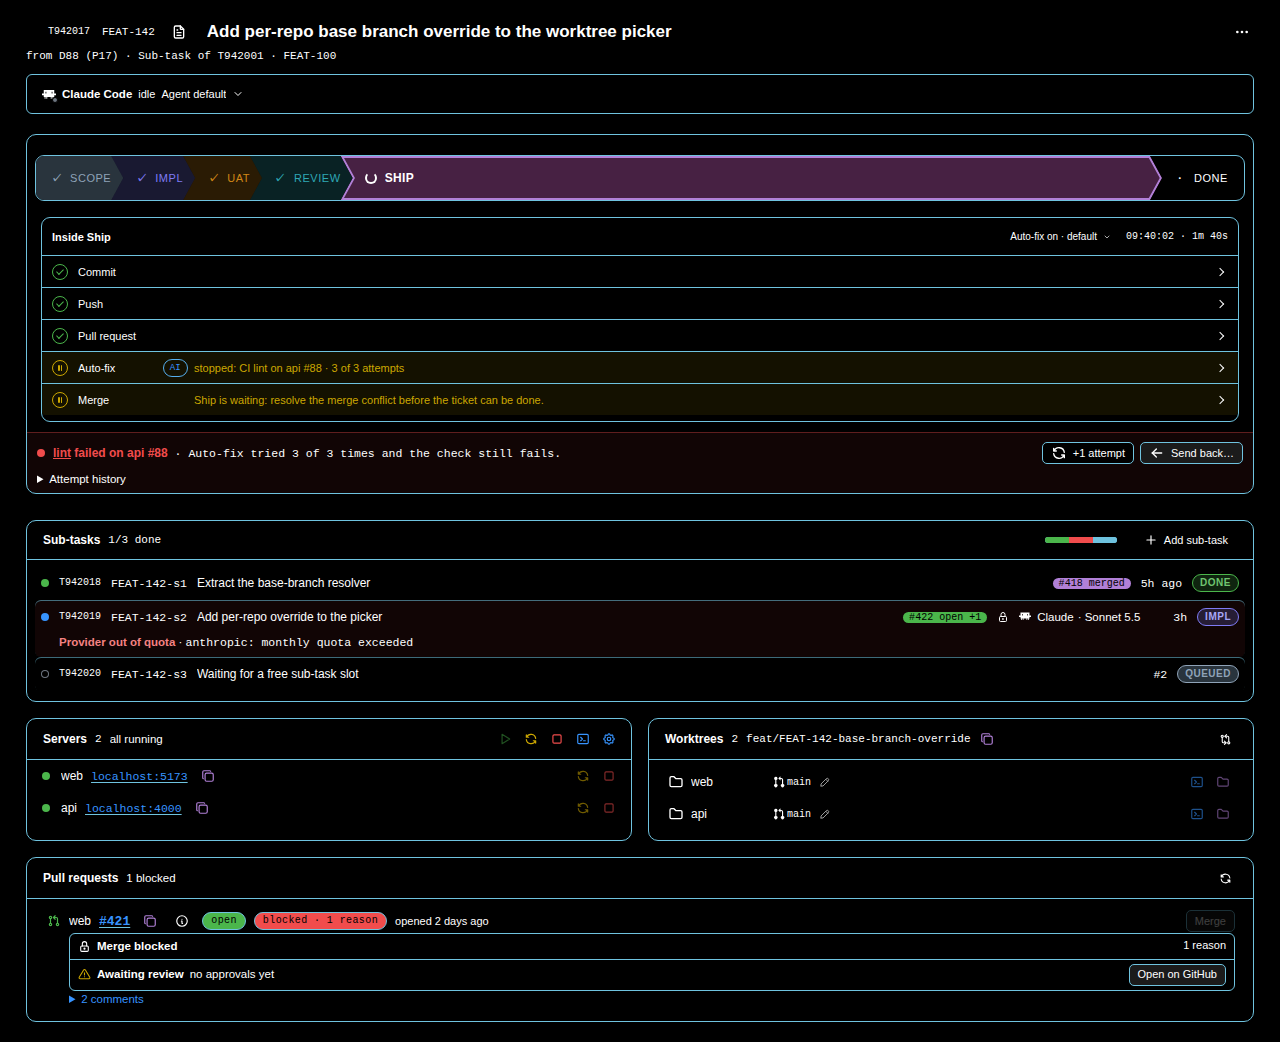 T942017 FEAT-142 Add per-repo base branch override to the worktree picker
from D88 (P17) · Sub-task of T942001 · FEAT-100
Claude Code idle Agent default
SCOPE IMPL UAT REVIEW SHIP · DONE
Inside Ship Auto-fix on · default 09:40:02 · 1m 40s
Commit
Push
Pull request
Auto-fix AI stopped: CI lint on api #88 · 3 of 3 attempts
Merge Ship is waiting: resolve the merge conflict before the ticket can be done.
lint failed on api #88 · Auto-fix tried 3 of 3 times and the check still fails. +1 attempt Send back…
Attempt history
Sub-tasks 1/3 done Add sub-task
T942018 FEAT-142-s1 Extract the base-branch resolver #418 merged 5h ago DONE
T942019 FEAT-142-s2 Add per-repo override to the picker #422 open +1 Claude · Sonnet 5.5 3h IMPL
Provider out of quota · anthropic: monthly quota exceeded
T942020 FEAT-142-s3 Waiting for a free sub-task slot #2 QUEUED
Servers 2 all running
web localhost:5173
api localhost:4000
Worktrees 2 feat/FEAT-142-base-branch-override
web main
api main
Pull requests 1 blocked
web #421 open blocked · 1 reason opened 2 days ago Merge
Merge blocked 1 reason
Awaiting review no approvals yet Open on GitHub
2 comments